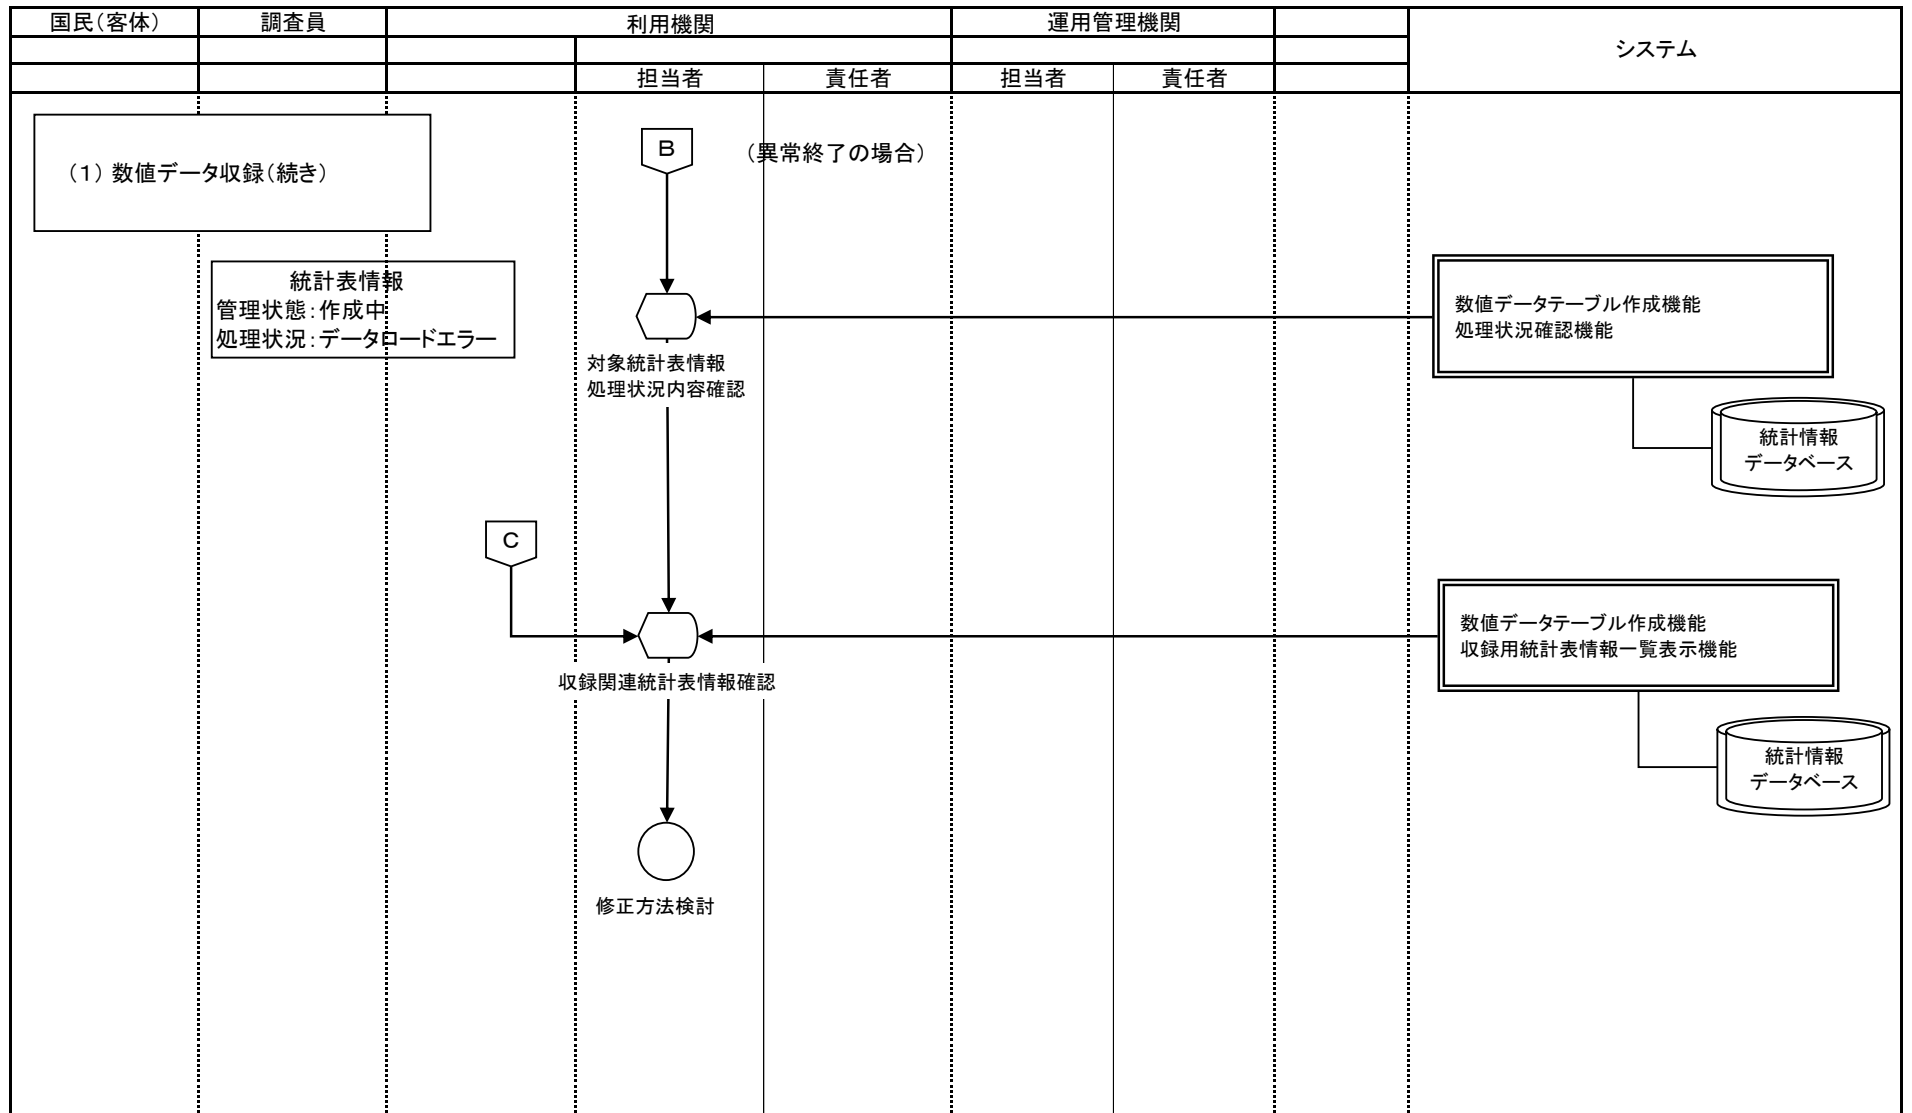 国民（客体）
調査員
利用機関
運用管理機関
システム
担当者
責任者
担当者
責任者
（１）数値データ収録（続き）
Ｂ
（異常終了の場合）
統計表情報
管理状態：作成中
処理状況：データロードエラー
数値データテーブル作成機能
処理状況確認機能
対象統計表情報
処理状況内容確認
統計情報
データベース
Ｃ
数値データテーブル作成機能
収録用統計表情報一覧表示機能
収録関連統計表情報確認
統計情報
データベース
修正方法検討